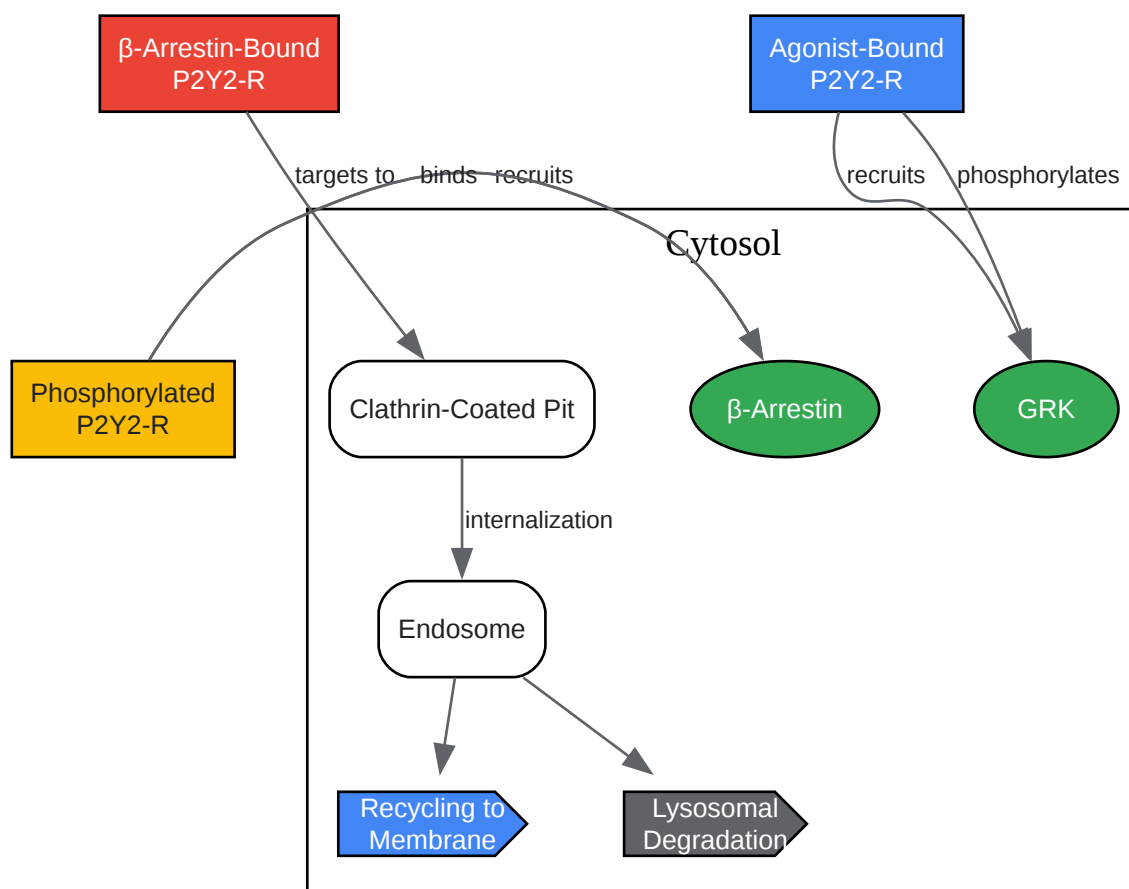 β-Arrestin-Bound
P2Y2-R
Agonist-Bound
P2Y2-R
targets to
binds
recruits
recruits
phosphorylates
Cytosol
Phosphorylated
P2Y2-R
Clathrin-Coated Pit
β-Arrestin
GRK
internalization
Endosome
Recycling to
Membrane
Lysosomal
Degradation